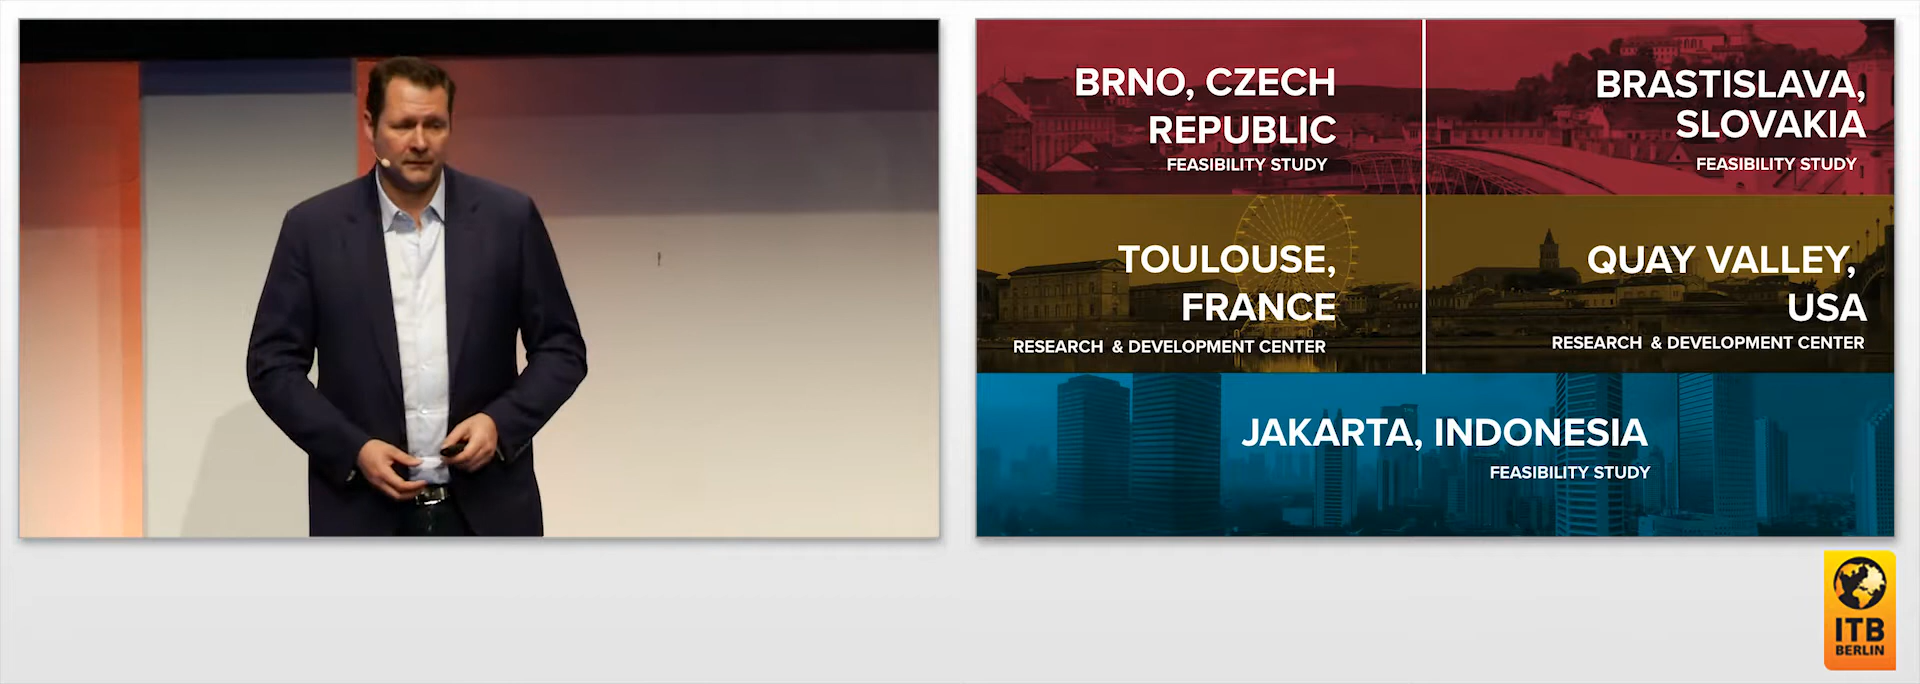 BRNO, CZECH
REPUBLIC
FEASIBILITY STUDY
BRASTISLAVA,
SLOVAKIA
FEASIBILITY STUDY
TOULOUSE,
FRANCE
RESEARCH & DEVELOPMENT CENTER
QUAY VALLEY,
USA
RESEARCH & DEVELOPMENT CENTER
JAKARTA, INDONESIA
FEASIBILITY STUDY
ITB
BERLIN